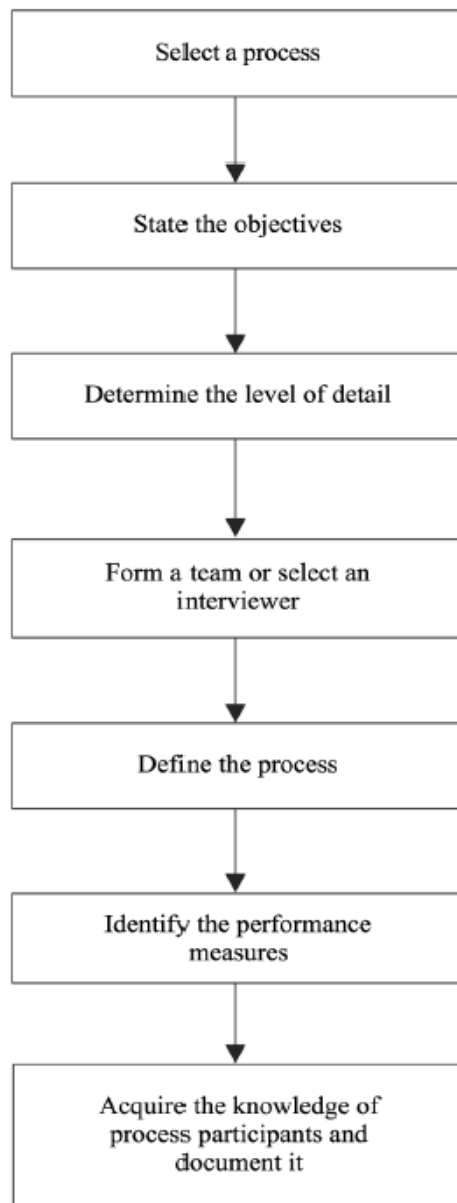 Select a process
State the objectives
Determine the level of detail
Form a team or select an
interviewer
Define the process
Identify the performance
measures
Acquire the knowledge of
process participants and
document it